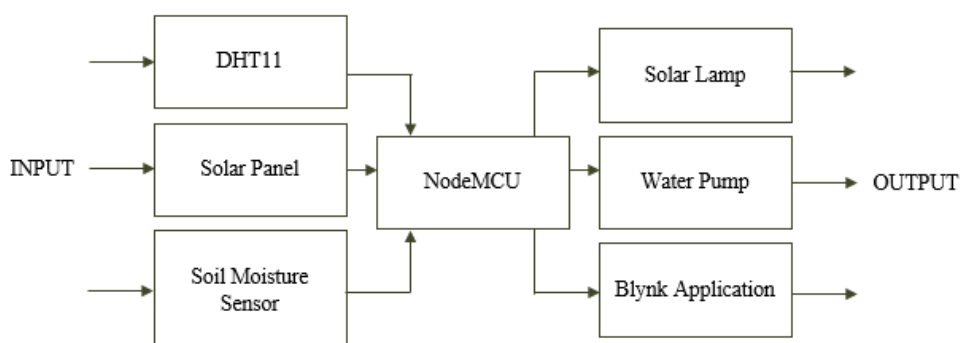 DHT11
Solar Lamp
INPUT
Solar Panel
NodeMCU
Water Pump
OUTPUT
Soil Moisture
Sensor
Blynk Application